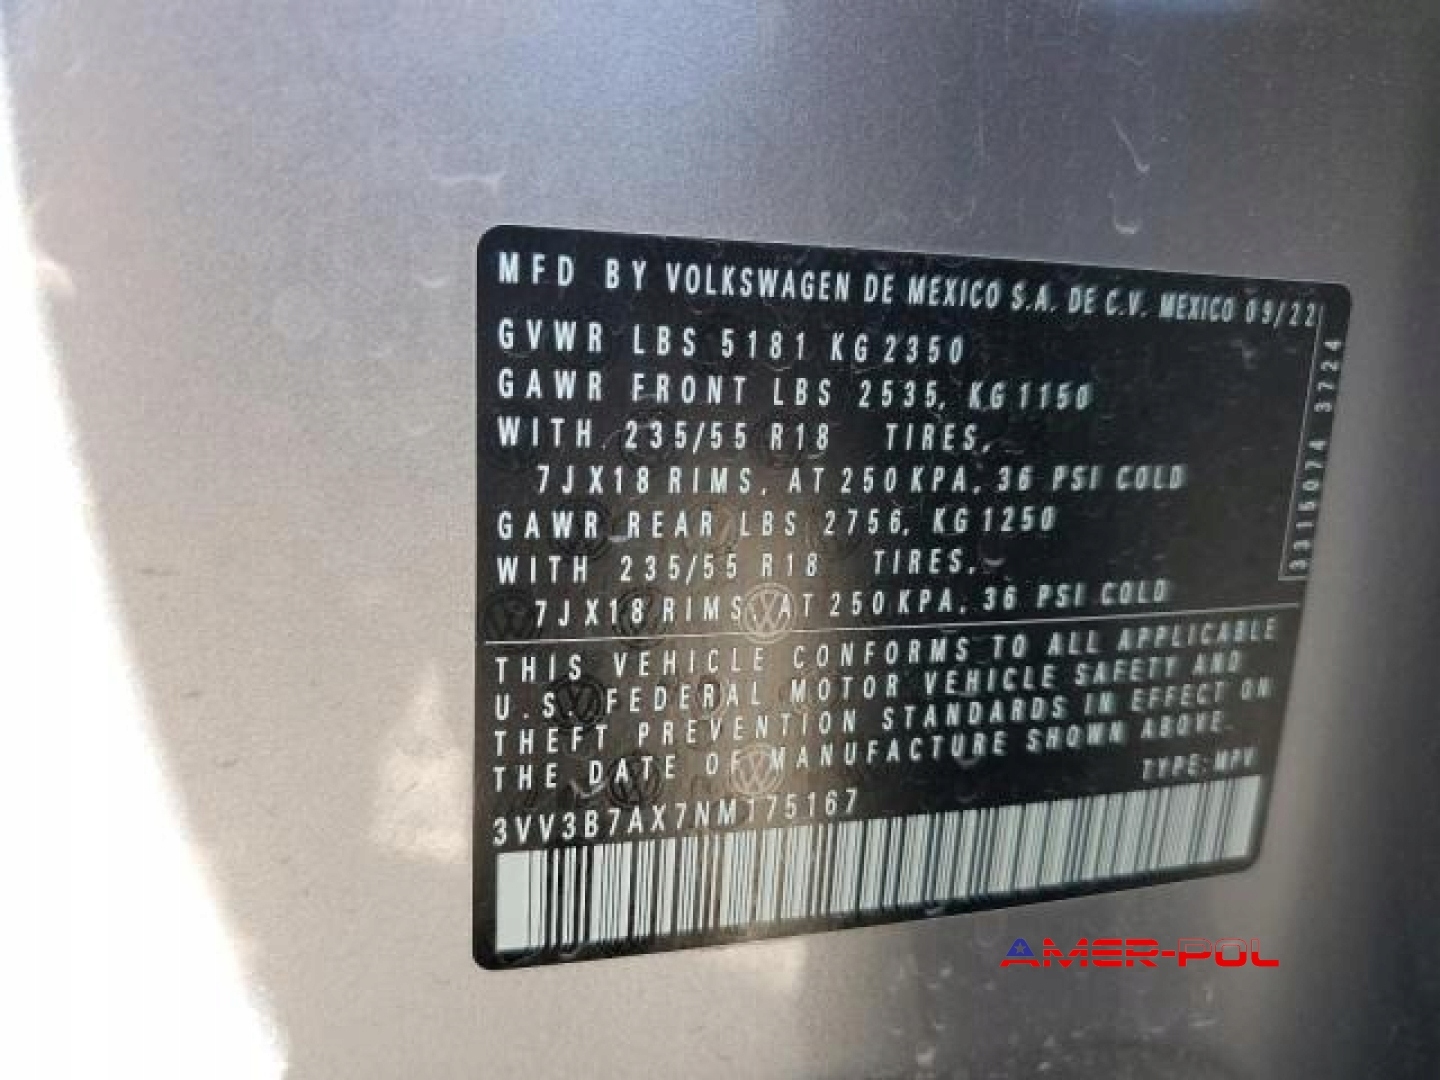 MFD BY VOLKSWAGEN DE MEXICO S.A. DE C.V. MEXICO 09/22
GVWR LBS 5181 KG 2350
GAWR FRONT LBS 2535, KG 1150
WITH 235/55 R18 TIRES,
7JX18 RIMS, AT 250 KPA, 36 PSI COLD
GAWR REAR LBS 2756, KG 1250
WITH 235/55 R18 TIRES,
7JX18 RIMS, AT 250 KPA, 36 PSI COLD
3315074 3724
THIS VEHICLE CONFORMS TO ALL APPLICABLE
U.S. FEDERAL MOTOR VEHICLE SAFETY AND
THEFT PREVENTION STANDARDS IN EFFECT ON
THE DATE OF MANUFACTURE SHOWN ABOVE.
TYPE: MPV
3VV3B7AX7NM175167
AMER-POL